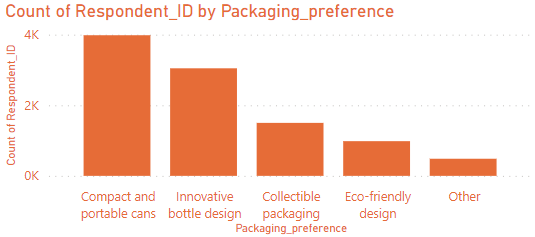 Count of Respondent_ID by Packaging_preference
Count of Respondent_ID
4K
2K
0K
Compact and
portable cans
Innovative
bottle design
Collectible
packaging
Eco-friendly
design
Other
Packaging_preference